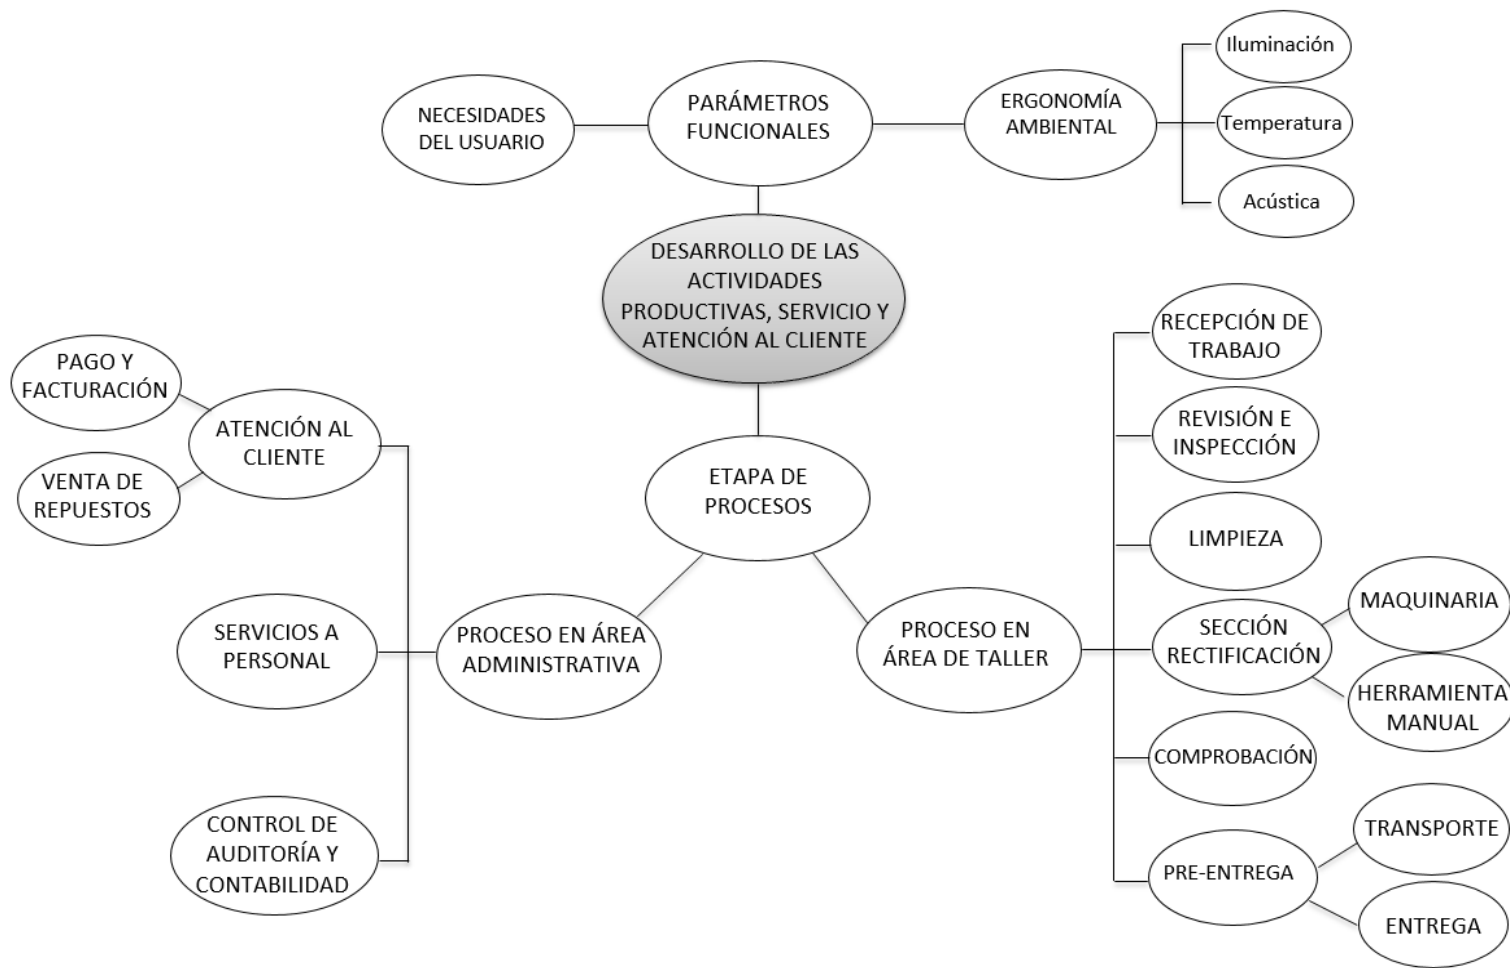 NECESIDADES
DEL USUARIO
PARÁMETROS
FUNCIONALES
ERGONOMÍA
AMBIENTAL
Iluminación
Temperatura
Acústica
DESARROLLO DE LAS
ACTIVIDADES
PRODUCTIVAS, SERVICIO Y
ATENCIÓN AL CLIENTE
ETAPA DE
PROCESOS
PAGO Y
FACTURACIÓN
VENTA DE
REPUESTOS
ATENCIÓN AL
CLIENTE
SERVICIOS A
PERSONAL
CONTROL DE
AUDITORÍA Y
CONTABILIDAD
PROCESO EN ÁREA
ADMINISTRATIVA
PROCESO EN
ÁREA DE TALLER
RECEPCIÓN DE
TRABAJO
REVISIÓN E
INSPECCIÓN
LIMPIEZA
SECCIÓN
RECTIFICACIÓN
MAQUINARIA
HERRAMIENTA
MANUAL
COMPROBACIÓN
PRE-ENTREGA
TRANSPORTE
ENTREGA